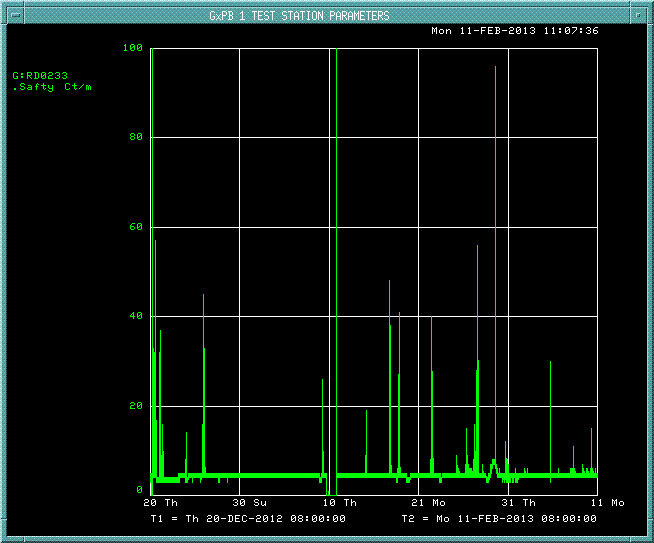 GxPB 1 TEST STATION PARAMETERS
Mon 11-FEB-2013 11:07:36
100
G:RD0233
.Safty Ct/m
80
60
40
20
0
20 Th 30 Su 10 Th 21 Mo 31 Th 11 Mo
T1 = Th 20-DEC-2012 08:00:00 T2 = Mo 11-FEB-2013 08:00:00